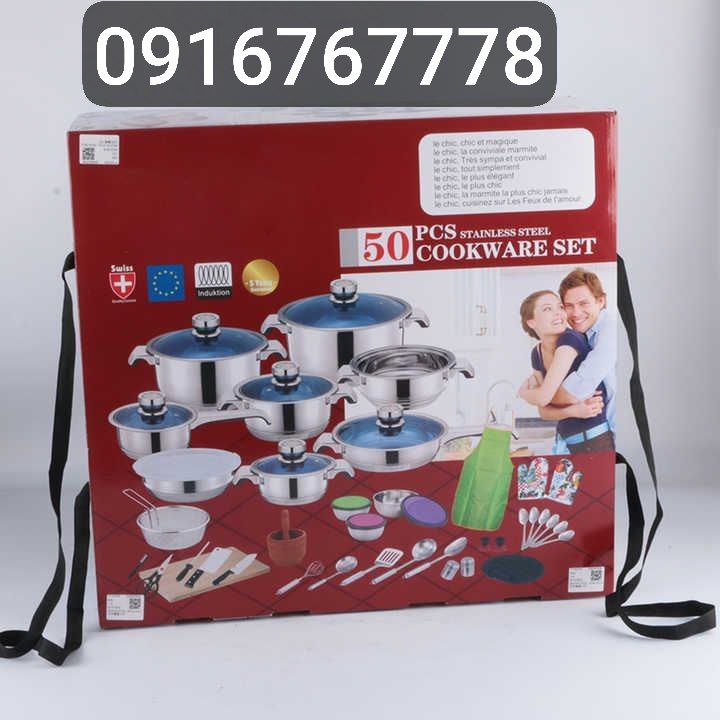 0916767778
le chic, chic et magique
le chic, la conviviale marmite
le chic, Très sympa et convivial
le chic, tout simplement
le chic, le plus élégant
le chic, le plus chic
le chic, la marmite la plus chic jamais
le chic, cuisinez sur Les Feux de l'amour
50 PCS STAINLESS STEEL
COOKWARE SET
Swiss
Induktion